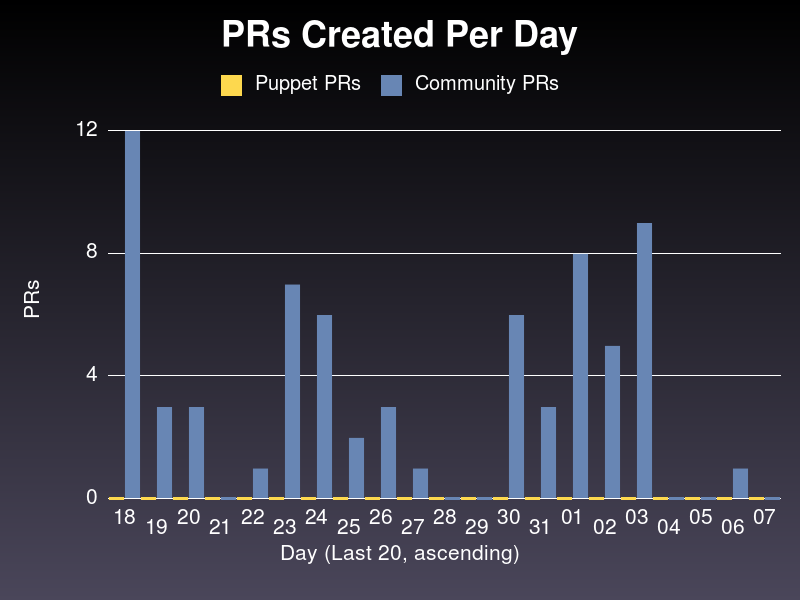 PRs Created Per Day
Puppet PRs Community PRs
12
8
4
0
PRs
18 19 20 21 22 23 24 25 26 27 28 29 30 31 01 02 03 04 05 06 07
Day (Last 20, ascending)